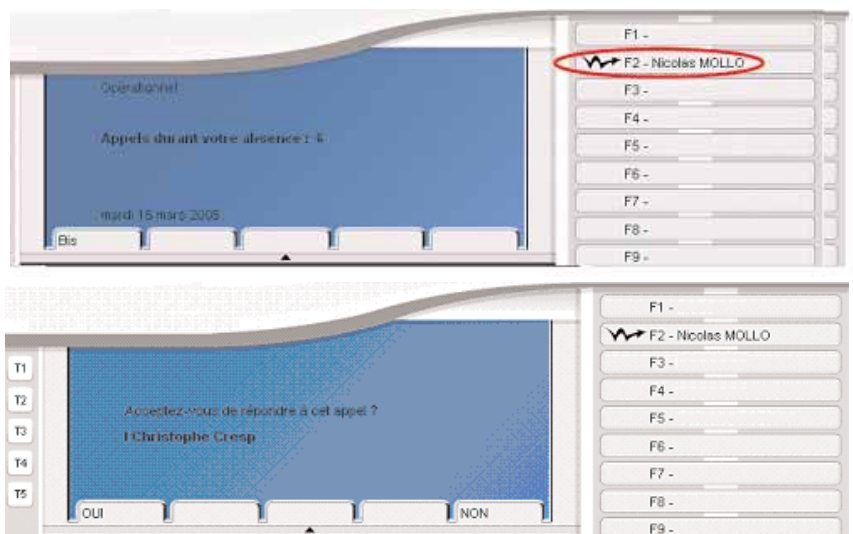 Opérationnel
Appels durant votre absence :
mardi 15 mars 2005
Bis
F1 -
F2 - Nicolas MOLLO
F3 -
F4 -
F5 -
F6 -
F7 -
F8 -
F9 -
T1
T2
T3
T4
T5
Acceptez-vous de répondre à cet appel ?
I Christophe Cresp
OUI
NON
F1 -
F2 - Nicolas MOLLO
F3 -
F4 -
F5 -
F6 -
F7 -
F8 -
F9 -